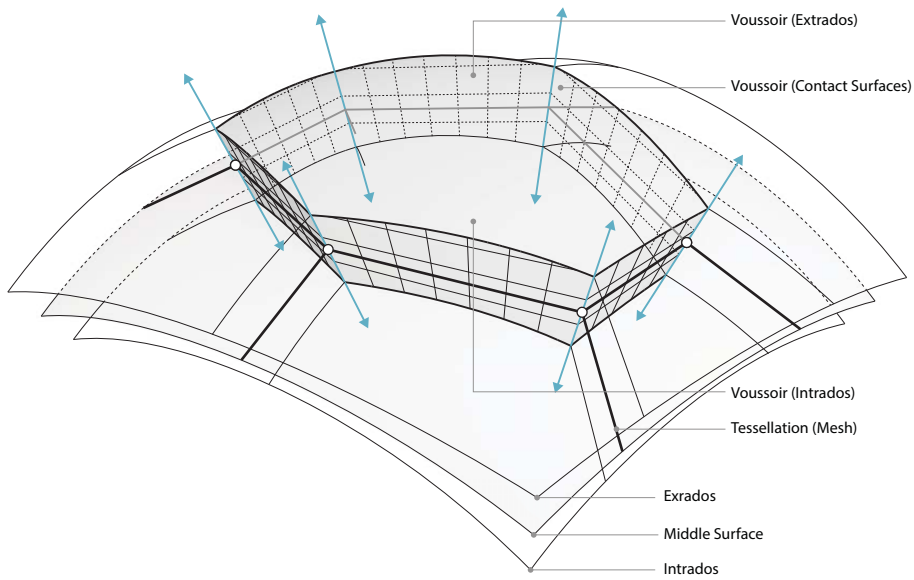 Voussoir (Extrados)
Voussoir (Contact Surfaces)
Voussoir (Intrados)
Tessellation (Mesh)
Exrados
Middle Surface
Intrados